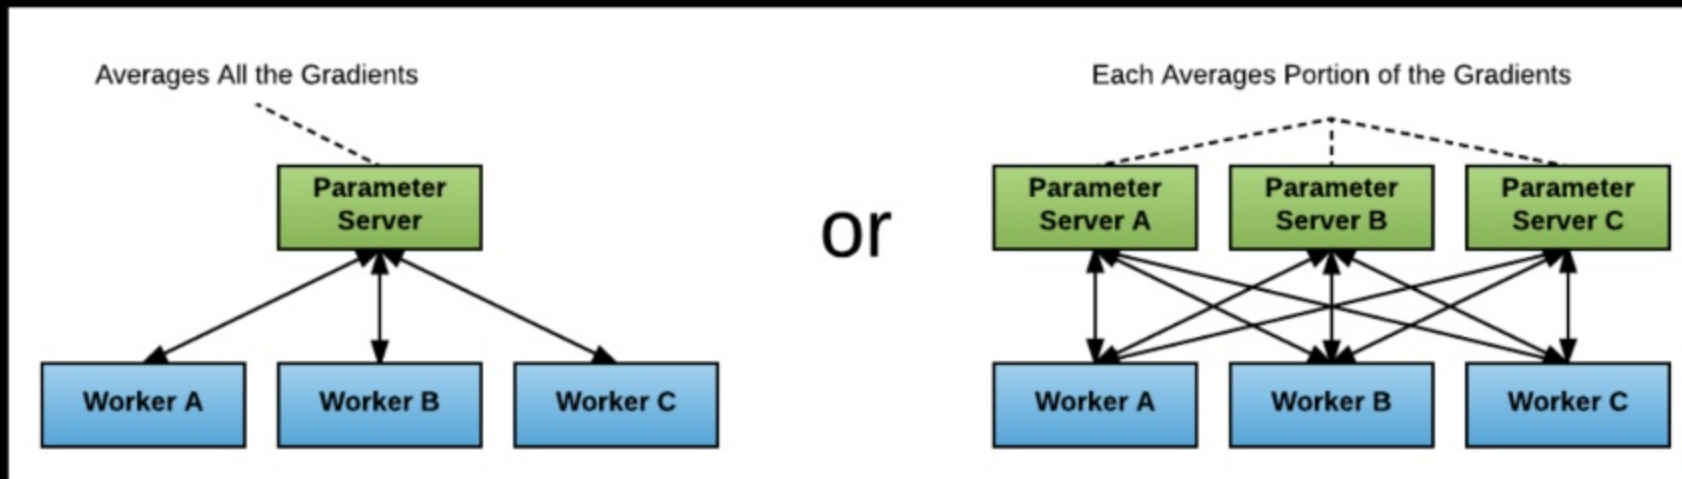 Averages All the Gradients
Parameter
Server
Worker A
Worker B
Worker C
or
Each Averages Portion of the Gradients
Parameter
Server A
Parameter
Server B
Parameter
Server C
Worker A
Worker B
Worker C